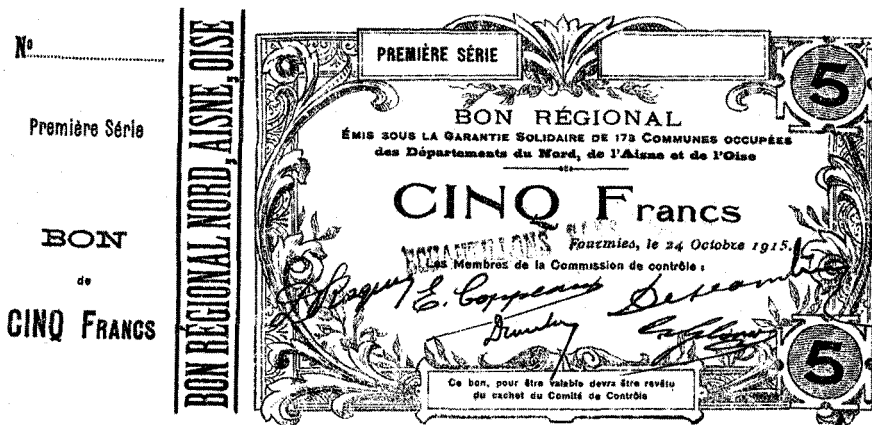 Nº
Première Série
BON
de
CINQ FRANCS
BON RÉGIONAL NORD, AISNE, OISE
PREMIÈRE SÉRIE
5
BON RÉGIONAL
ÉMIS SOUS LA GARANTIE SOLIDAIRE DE 173 COMMUNES OCCUPÉES
des Départements du Nord, de l'Aisne et de l'Oise
CINQ Francs
ECHANTILLONS
Fourmies, le 24 Octobre 1915.
Les Membres de la Commission de contrôle :
5
Ce bon, pour être valable devra être revêtu
du cachet du Comité de Contrôle